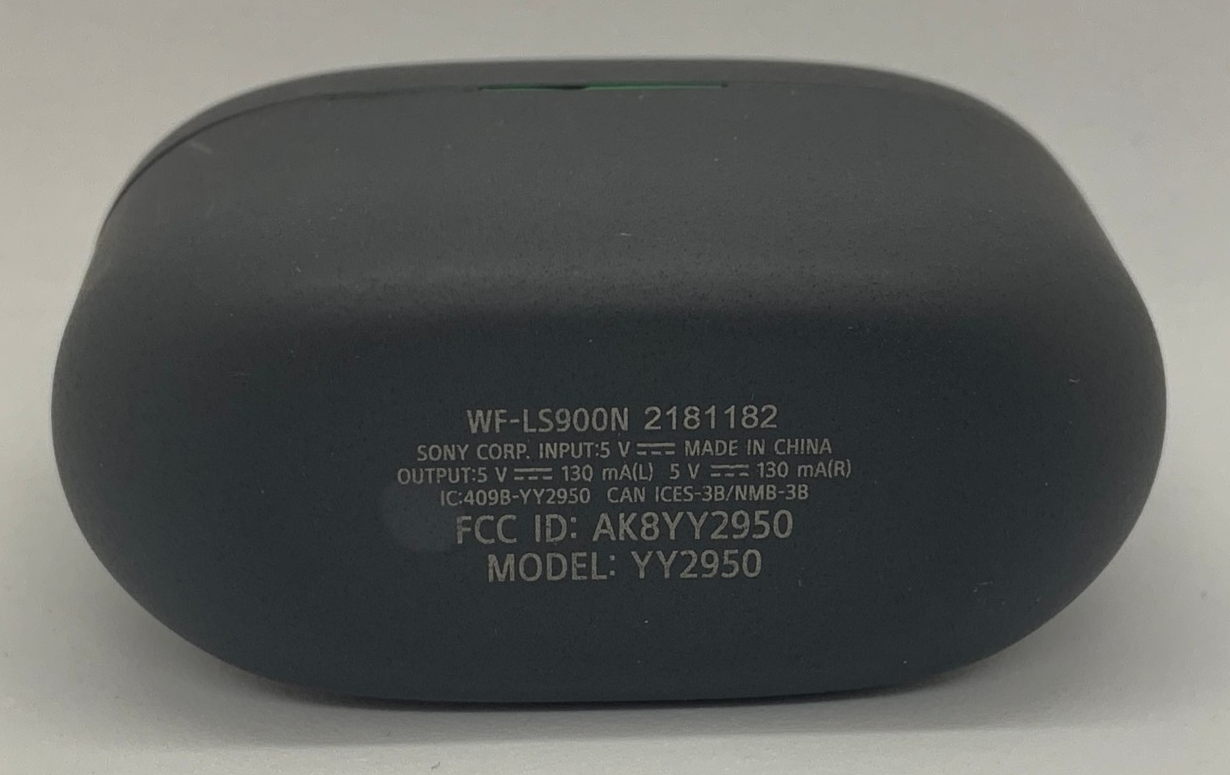 WF-LS900N 2181182
SONY CORP. INPUT:5 V ⎓ MADE IN CHINA
OUTPUT:5 V ⎓ 130 mA(L) 5 V ⎓ 130 mA(R)
IC:409B-YY2950 CAN ICES-3B/NMB-3B
FCC ID: AK8YY2950
MODEL: YY2950